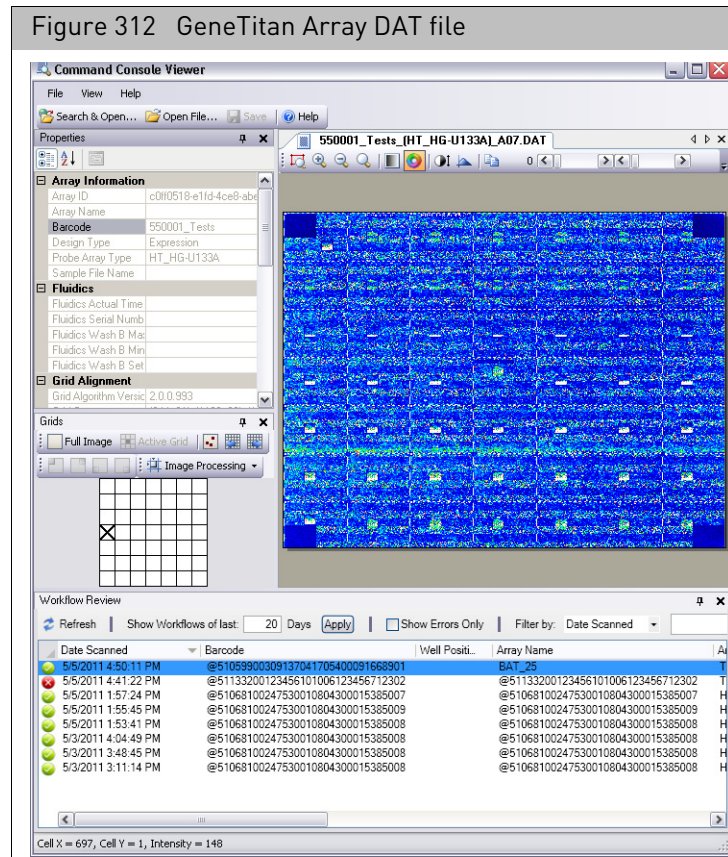 Figure 312 GeneTitan Array DAT file
Command Console Viewer
File View Help
Search & Open... Open File... Save Help
Properties
550001_Tests_(HT_HG-U133A)_A07.DAT
0
Array Information
Array ID c0ff0518-e1fd-4ce8-abe
Array Name
Barcode 550001_Tests
Design Type Expression
Probe Array Type HT_HG-U133A
Sample File Name
Fluidics
Fluidics Actual Time
Fluidics Serial Numb
Fluidics Wash B Ma:
Fluidics Wash B Min
Fluidics Wash B Set
Grid Alignment
Grid Algorithm Versic 2.0.0.993
Grids
Full Image Active Grid
Image Processing
Workflow Review
Refresh Show Workflows of last: 20 Days Apply Show Errors Only Filter by: Date Scanned
Date Scanned Barcode Well Positi... Array Name A
5/5/2011 4:50:11 PM @51059900309137041705400091668901 BAT_25 T
5/5/2011 4:41:22 PM @51133200123456101006123456712302 @51133200123456101006123456712302 T
5/5/2011 1:57:24 PM @51068100247530010804300015385007 @51068100247530010804300015385007 H
5/5/2011 1:55:45 PM @51068100247530010804300015385009 @51068100247530010804300015385009 H
5/5/2011 1:53:41 PM @51068100247530010804300015385008 @51068100247530010804300015385008 H
5/3/2011 4:04:49 PM @51068100247530010804300015385008 @51068100247530010804300015385008 H
5/3/2011 3:48:45 PM @51068100247530010804300015385008 @51068100247530010804300015385008 H
5/3/2011 3:11:14 PM @51068100247530010804300015385008 @51068100247530010804300015385008 H
Cell X = 697, Cell Y = 1, Intensity = 148